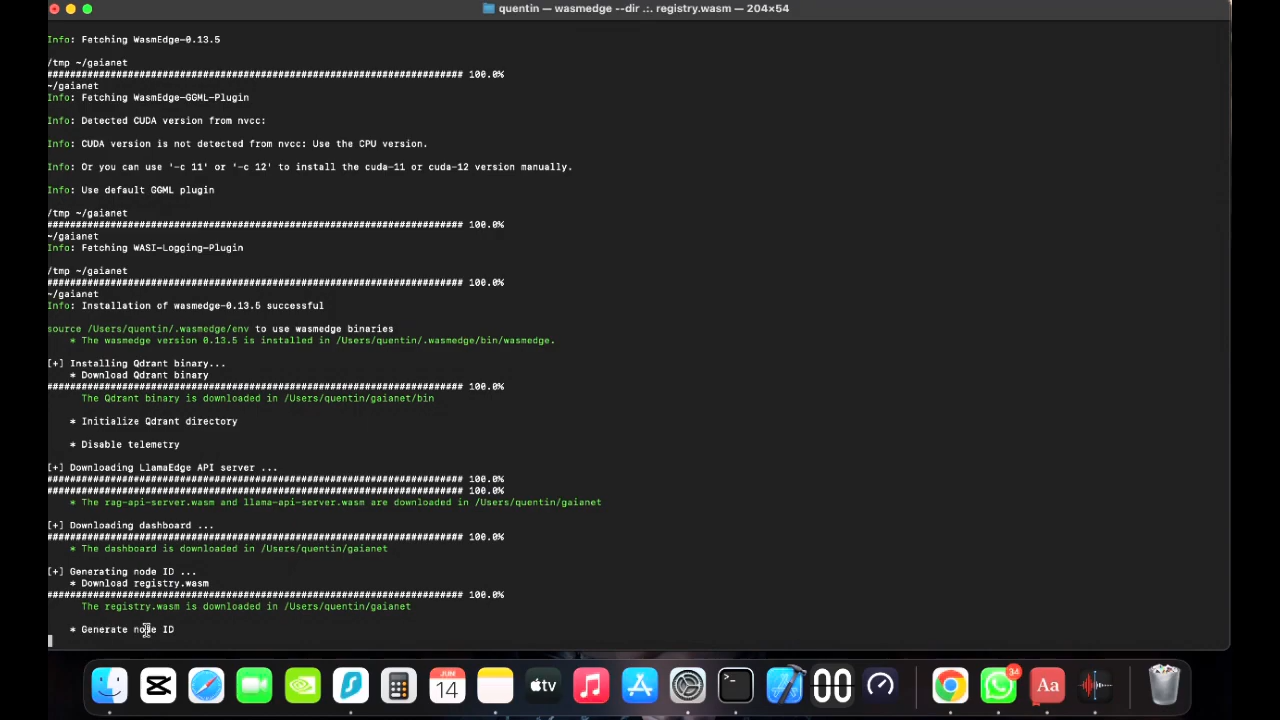 quentin — wasmedge --dir .:. registry.wasm — 204×54
Info: Fetching WasmEdge-0.13.5
/tmp ~/gaianet
######################################################################## 100.0%
~/gaianet
Info: Fetching WasmEdge-GGML-Plugin
Info: Detected CUDA version from nvcc:
Info: CUDA version is not detected from nvcc: Use the CPU version.
Info: Or you can use '-c 11' or '-c 12' to install the cuda-11 or cuda-12 version manually.
Info: Use default GGML plugin
/tmp ~/gaianet
######################################################################## 100.0%
~/gaianet
Info: Fetching WASI-Logging-Plugin
/tmp ~/gaianet
######################################################################## 100.0%
~/gaianet
Info: Installation of wasmedge-0.13.5 successful
source /Users/quentin/.wasmedge/env to use wasmedge binaries
* The wasmedge version 0.13.5 is installed in /Users/quentin/.wasmedge/bin/wasmedge.
[+] Installing Qdrant binary...
* Download Qdrant binary
######################################################################## 100.0%
The Qdrant binary is downloaded in /Users/quentin/gaianet/bin
* Initialize Qdrant directory
* Disable telemetry
[+] Downloading LlamaEdge API server ...
######################################################################## 100.0%
######################################################################## 100.0%
* The rag-api-server.wasm and llama-api-server.wasm are downloaded in /Users/quentin/gaianet
[+] Downloading dashboard ...
######################################################################## 100.0%
* The dashboard is downloaded in /Users/quentin/gaianet
[+] Generating node ID ...
* Download registry.wasm
######################################################################## 100.0%
The registry.wasm is downloaded in /Users/quentin/gaianet
* Generate node ID
JUN
14
tv
>_
34
Aa